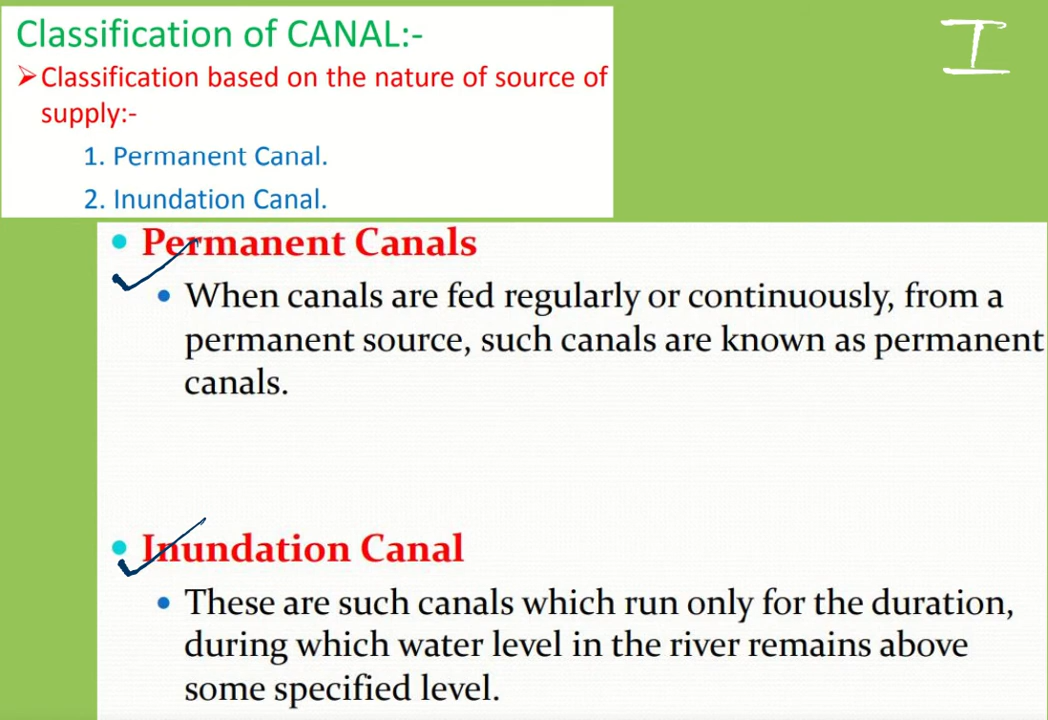 Classification of CANAL:-
➢Classification based on the nature of source of
supply:-
1. Permanent Canal.
2. Inundation Canal.
I
• Permanent Canals
• When canals are fed regularly or continuously, from a
permanent source, such canals are known as permanent
canals.
• Inundation Canal
• These are such canals which run only for the duration,
during which water level in the river remains above
some specified level.